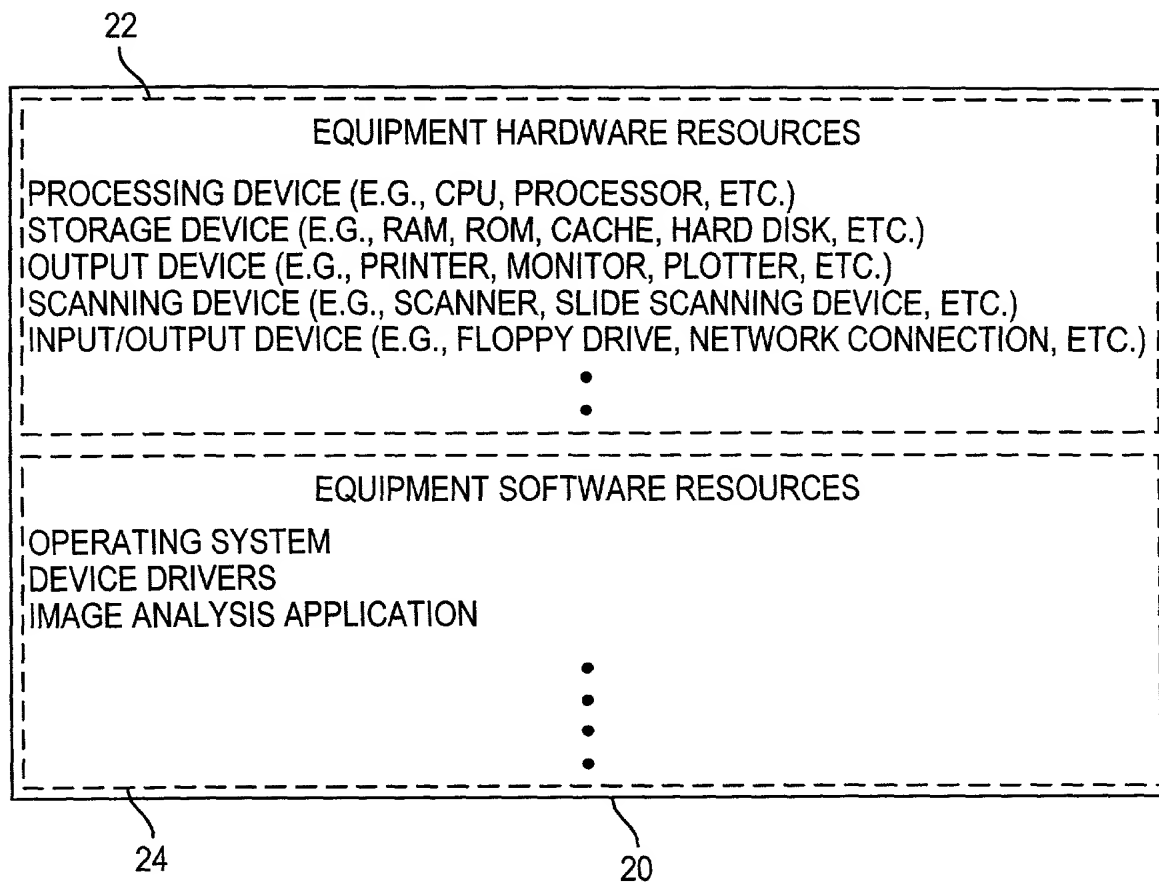 22
EQUIPMENT HARDWARE RESOURCES
PROCESSING DEVICE (E.G., CPU, PROCESSOR, ETC.)
STORAGE DEVICE (E.G., RAM, ROM, CACHE, HARD DISK, ETC.)
OUTPUT DEVICE (E.G., PRINTER, MONITOR, PLOTTER, ETC.)
SCANNING DEVICE (E.G., SCANNER, SLIDE SCANNING DEVICE, ETC.)
INPUT/OUTPUT DEVICE (E.G., FLOPPY DRIVE, NETWORK CONNECTION, ETC.)
EQUIPMENT SOFTWARE RESOURCES
OPERATING SYSTEM
DEVICE DRIVERS
IMAGE ANALYSIS APPLICATION
24
20